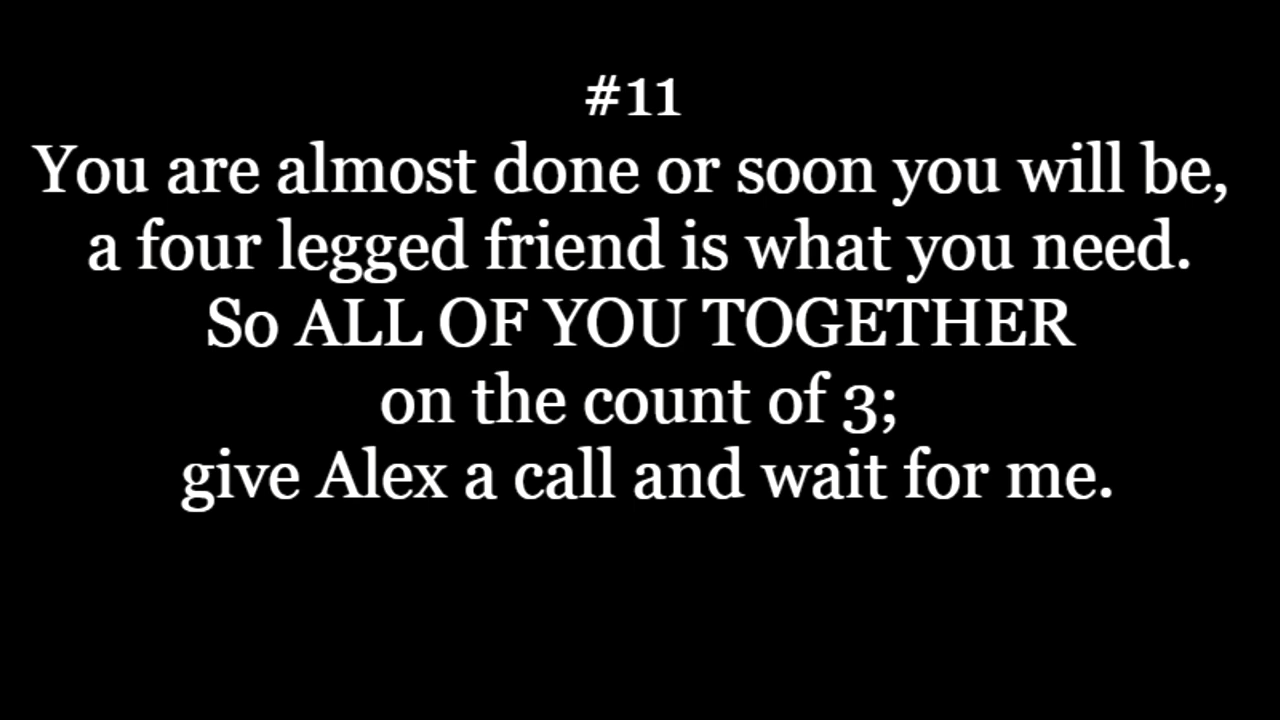 #11
You are almost done or soon you will be,
a four legged friend is what you need.
So ALL OF YOU TOGETHER
on the count of 3;
give Alex a call and wait for me.